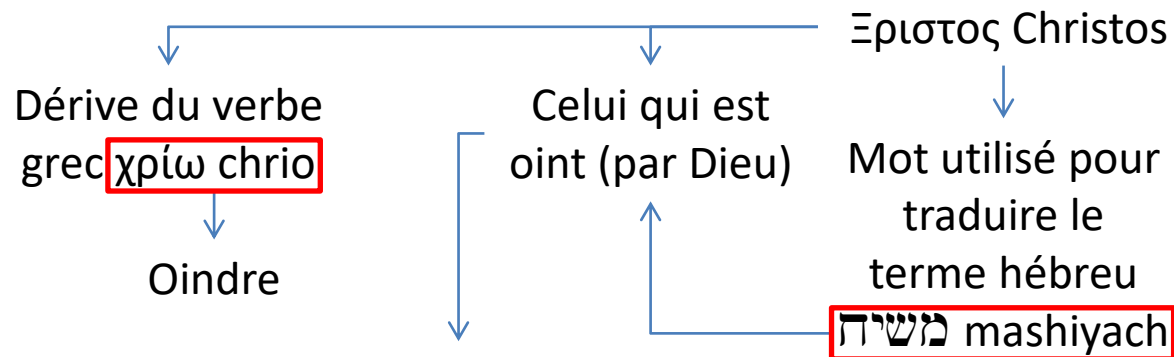 Ξριστος Christos
Dérive du verbe
grec χρίω chrio
Oindre
Celui qui est
oint (par Dieu)
Mot utilisé pour
traduire le
terme hébreu
משיח mashiyach